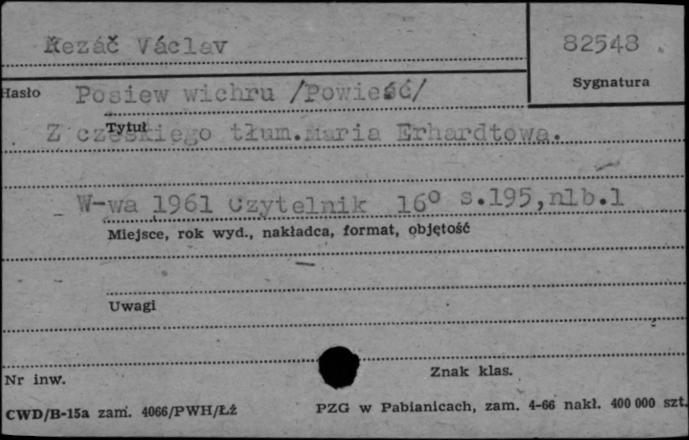 Řezáč Václav
82548
Sygnatura
Hasło Posiew wichru /Powieść/
Tytuł
Z czeskiego tłum.Maria Erhardtowa.
W-wa 1961 Czytelnik 16° s.195,nlb.1
Miejsce, rok wyd., nakładca, format, objętość
Uwagi
Nr inw.
Znak klas.
CWD/B-15a zam. 4066/PWH/Łż
PZG w Pabianicach, zam. 4-66 nakł. 400 000 szt.